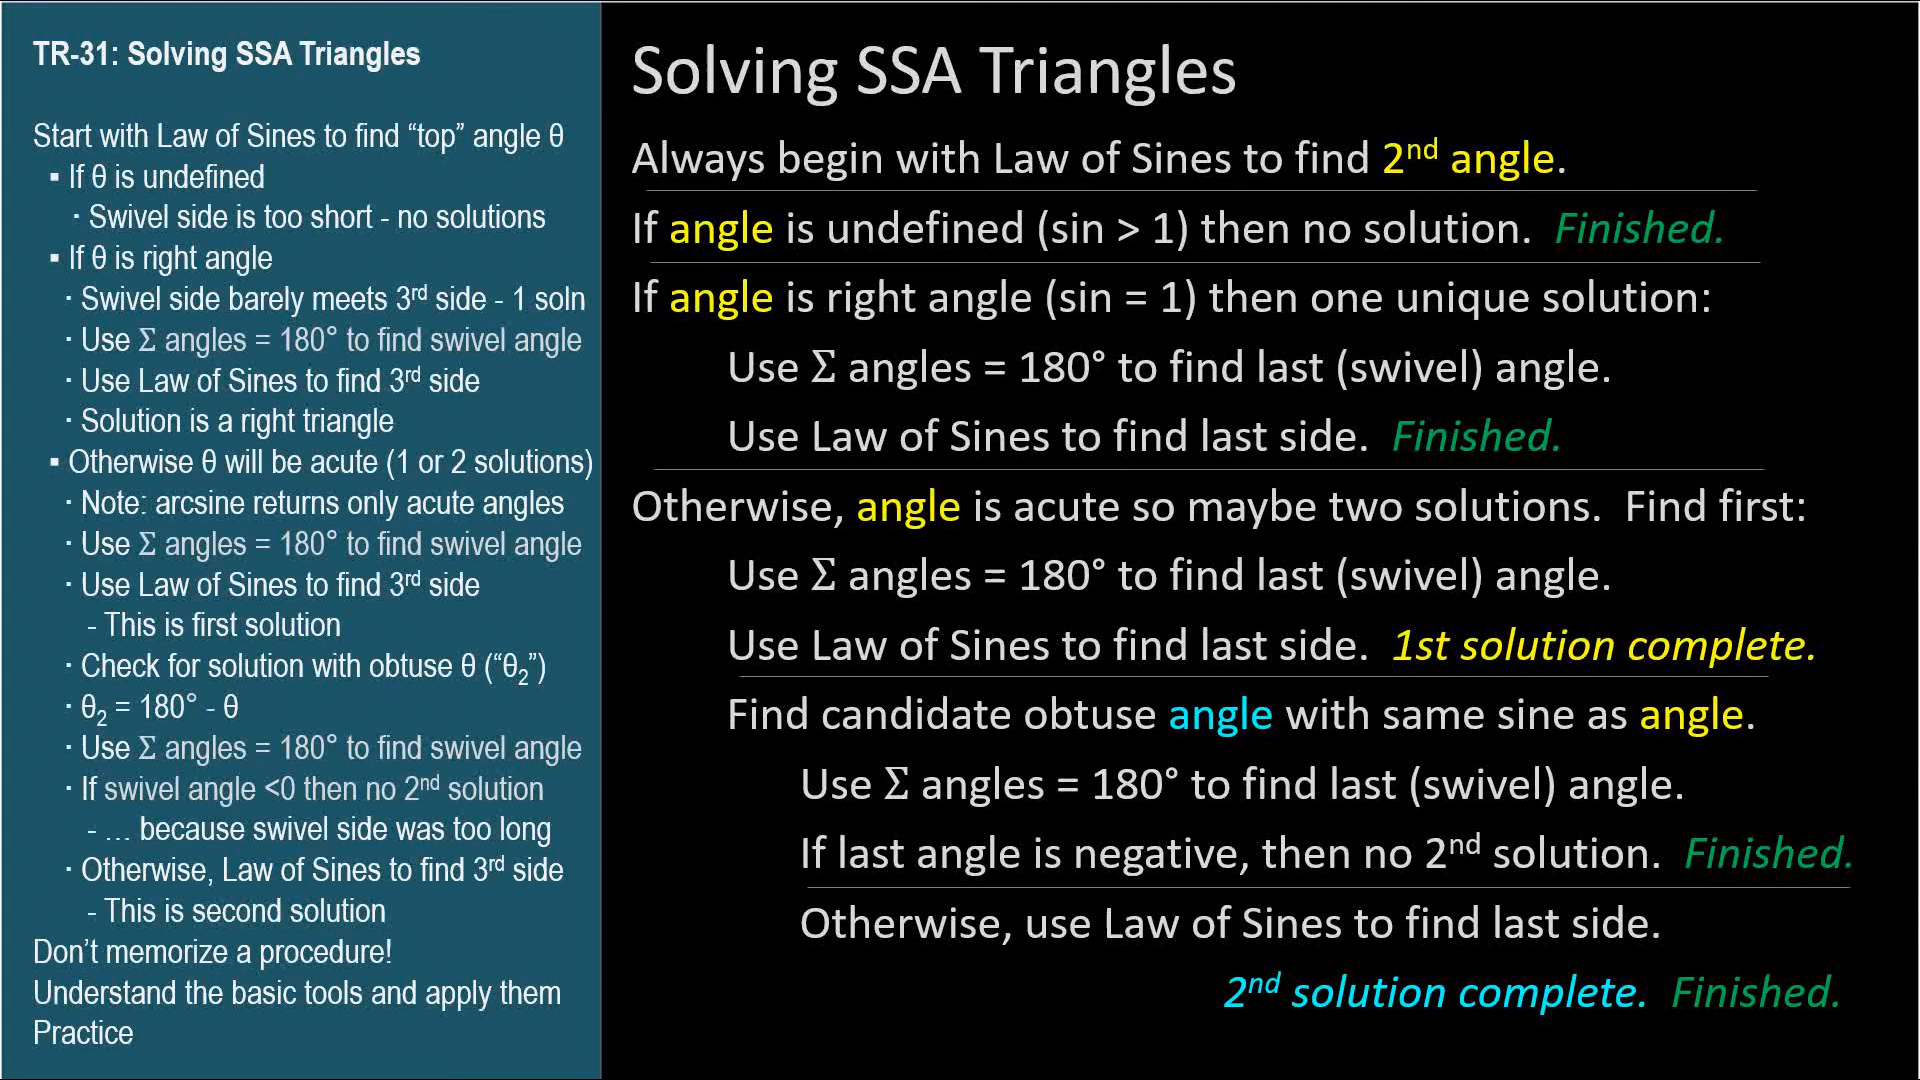 TR-31: Solving SSA Triangles
Start with Law of Sines to find “top” angle θ
▪ If θ is undefined
· Swivel side is too short - no solutions
▪ If θ is right angle
· Swivel side barely meets 3rd side - 1 soln
· Use Σ angles = 180° to find swivel angle
· Use Law of Sines to find 3rd side
· Solution is a right triangle
▪ Otherwise θ will be acute (1 or 2 solutions)
· Note: arcsine returns only acute angles
· Use Σ angles = 180° to find swivel angle
· Use Law of Sines to find 3rd side
- This is first solution
· Check for solution with obtuse θ (“θ₂”)
· θ₂ = 180° - θ
· Use Σ angles = 180° to find swivel angle
· If swivel angle <0 then no 2nd solution
- … because swivel side was too long
· Otherwise, Law of Sines to find 3rd side
- This is second solution
Don’t memorize a procedure!
Understand the basic tools and apply them
Practice
Solving SSA Triangles
Always begin with Law of Sines to find 2nd angle.
If angle is undefined (sin > 1) then no solution. Finished.
If angle is right angle (sin = 1) then one unique solution:
Use Σ angles = 180° to find last (swivel) angle.
Use Law of Sines to find last side. Finished.
Otherwise, angle is acute so maybe two solutions. Find first:
Use Σ angles = 180° to find last (swivel) angle.
Use Law of Sines to find last side. 1st solution complete.
Find candidate obtuse angle with same sine as angle.
Use Σ angles = 180° to find last (swivel) angle.
If last angle is negative, then no 2nd solution. Finished.
Otherwise, use Law of Sines to find last side.
2nd solution complete. Finished.